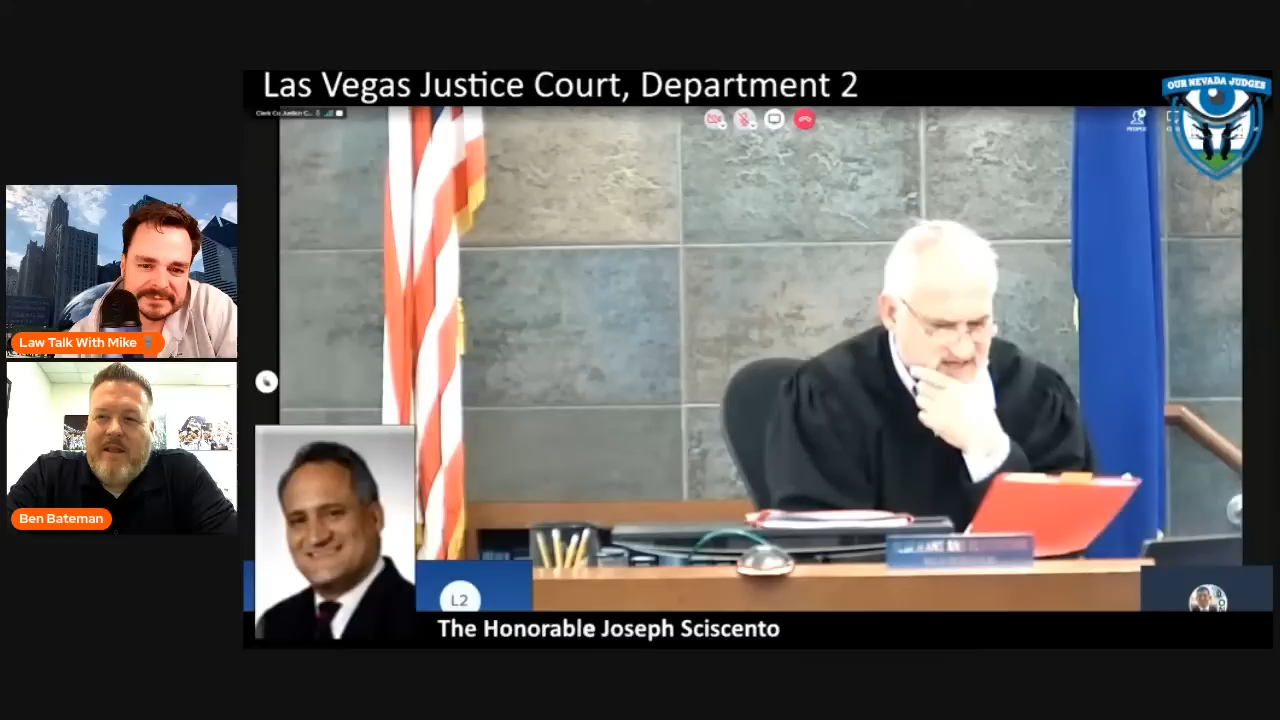 Las Vegas Justice Court, Department 2
OUR NEVADA JUDGES
PEOPLE
Law Talk With Mike
Ben Bateman
L2
The Honorable Joseph Sciscento